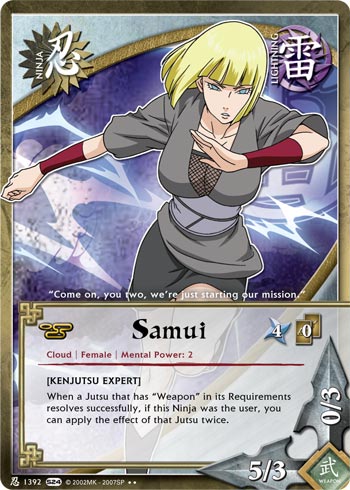 忍
NINJA
雷
LIGHTNING
"Come on, you two, we're just starting our mission."
Samui
4 0
Cloud | Female | Mental Power: 2
[KENJUTSU EXPERT]
When a Jutsu that has "Weapon" in its Requirements
resolves successfully, if this Ninja was the user, you
can apply the effect of that Jutsu twice.
0/3
5/3
武
WEAPON
忍 1392 S24 © 2002MK - 2007SP ••